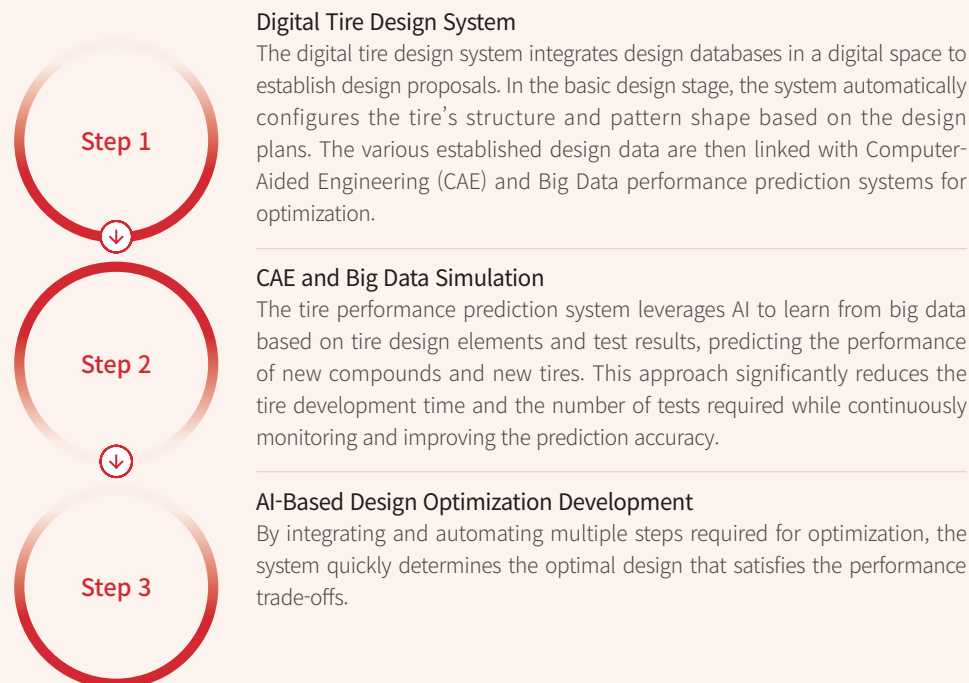 Digital Tire Design System
The digital tire design system integrates design databases in a digital space to
establish design proposals. In the basic design stage, the system automatically
configures the tire’s structure and pattern shape based on the design
plans. The various established design data are then linked with Computer-
Aided Engineering (CAE) and Big Data performance prediction systems for
optimization.
Step 1
CAE and Big Data Simulation
The tire performance prediction system leverages AI to learn from big data
based on tire design elements and test results, predicting the performance
of new compounds and new tires. This approach significantly reduces the
tire development time and the number of tests required while continuously
monitoring and improving the prediction accuracy.
Step 2
AI-Based Design Optimization Development
By integrating and automating multiple steps required for optimization, the
system quickly determines the optimal design that satisfies the performance
trade-offs.
Step 3